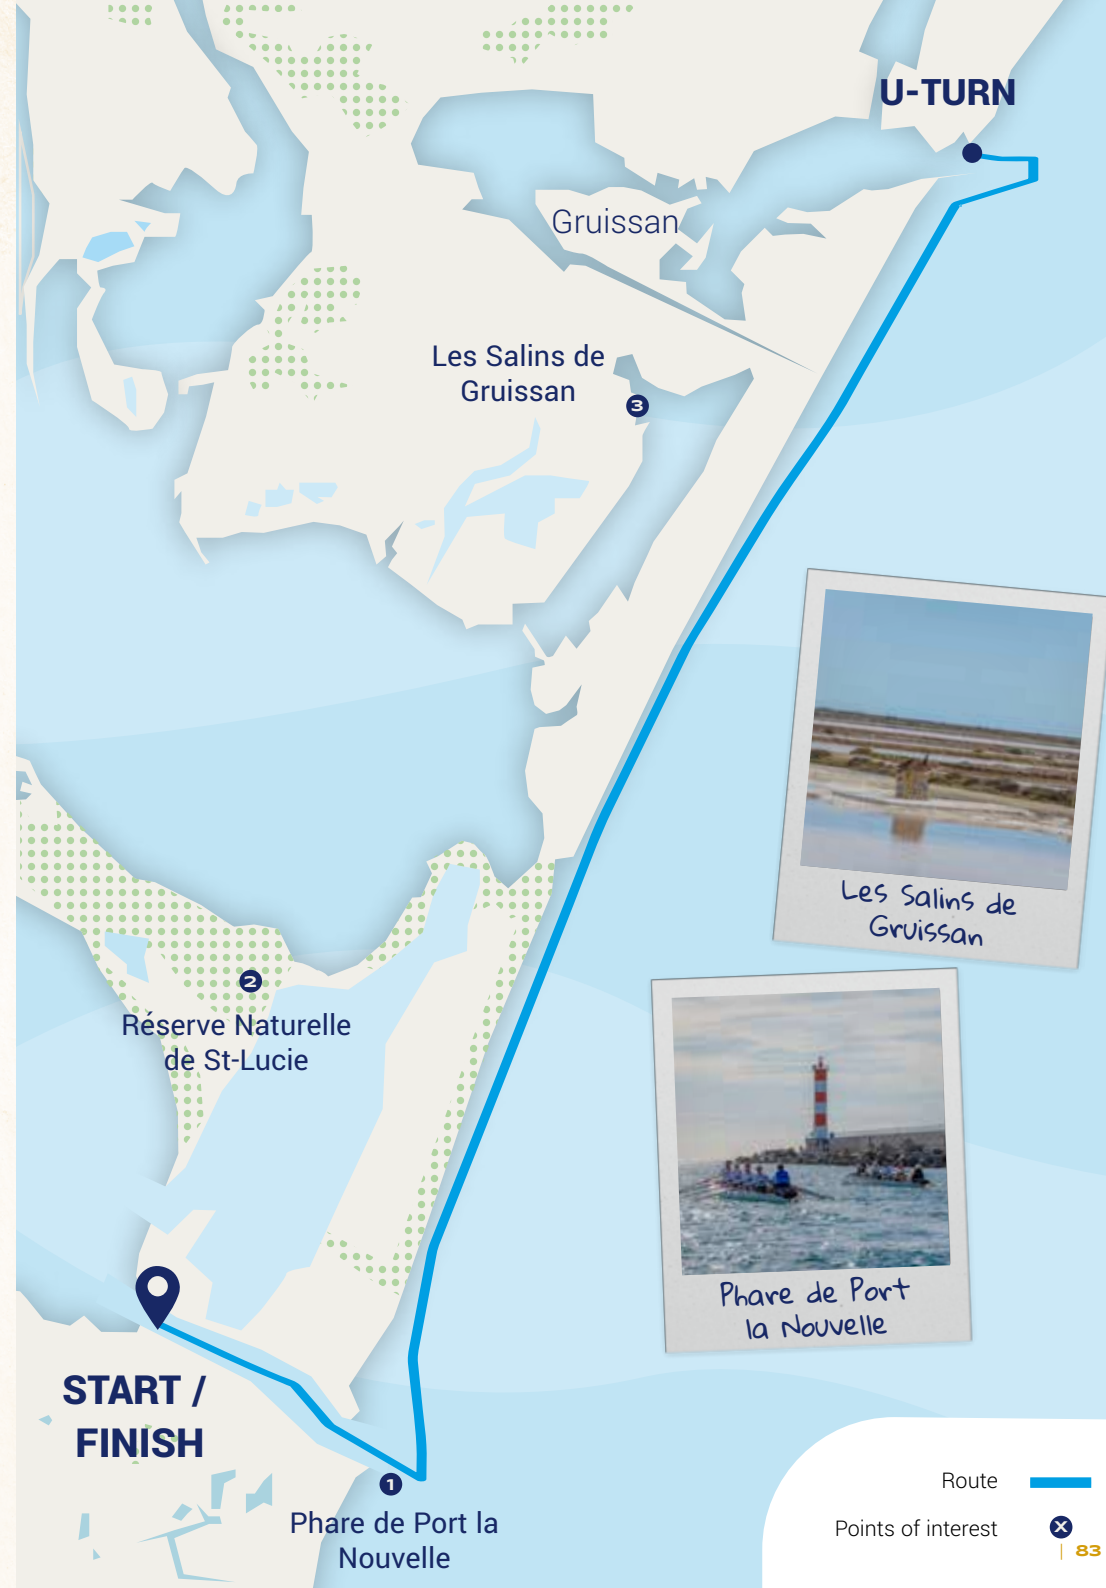 U-TURN
Gruissan
Les Salins de
Gruissan
3
Les Salins de
Gruissan
2
Réserve Naturelle
de St-Lucie
Phare de Port
la Nouvelle
START /
FINISH
1
Phare de Port la
Nouvelle
Route
Points of interest
X
| 83